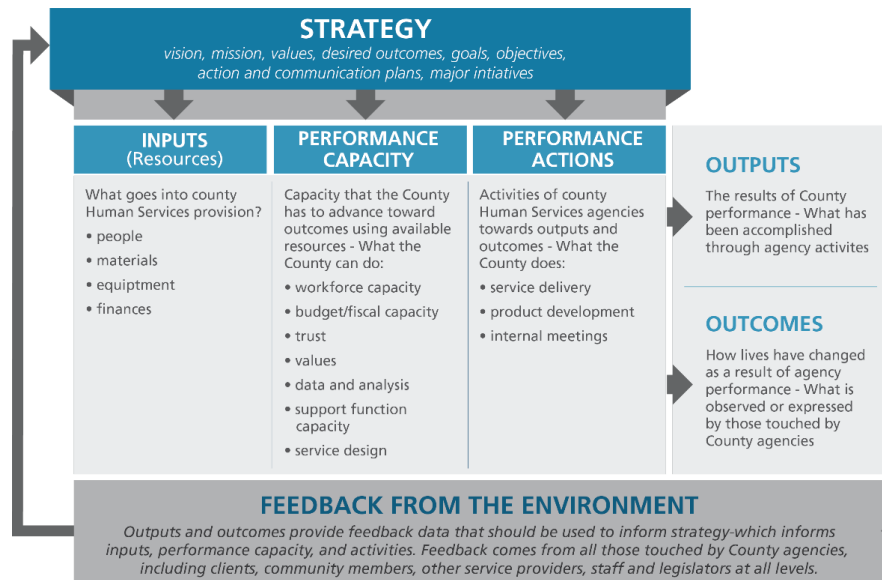 STRATEGY
vision, mission, values, desired outcomes, goals, objectives,
action and communication plans, major intiatives
INPUTS
(Resources)
What goes into county
Human Services provision?
• people
• materials
• equiptment
• finances
PERFORMANCE
CAPACITY
Capacity that the County
has to advance toward
outcomes using available
resources - What the
County can do:
• workforce capacity
• budget/fiscal capacity
• trust
• values
• data and analysis
• support function
capacity
• service design
PERFORMANCE
ACTIONS
Activities of county
Human Services agencies
towards outputs and
outcomes - What the
County does:
• service delivery
• product development
• internal meetings
OUTPUTS
The results of County
performance - What has
been accomplished
through agency activites
OUTCOMES
How lives have changed
as a result of agency
performance - What is
observed or expressed
by those touched by
County agencies
FEEDBACK FROM THE ENVIRONMENT
Outputs and outcomes provide feedback data that should be used to inform strategy-which informs
inputs, performance capacity, and activities. Feedback comes from all those touched by County agencies,
including clients, community members, other service providers, staff and legislators at all levels.